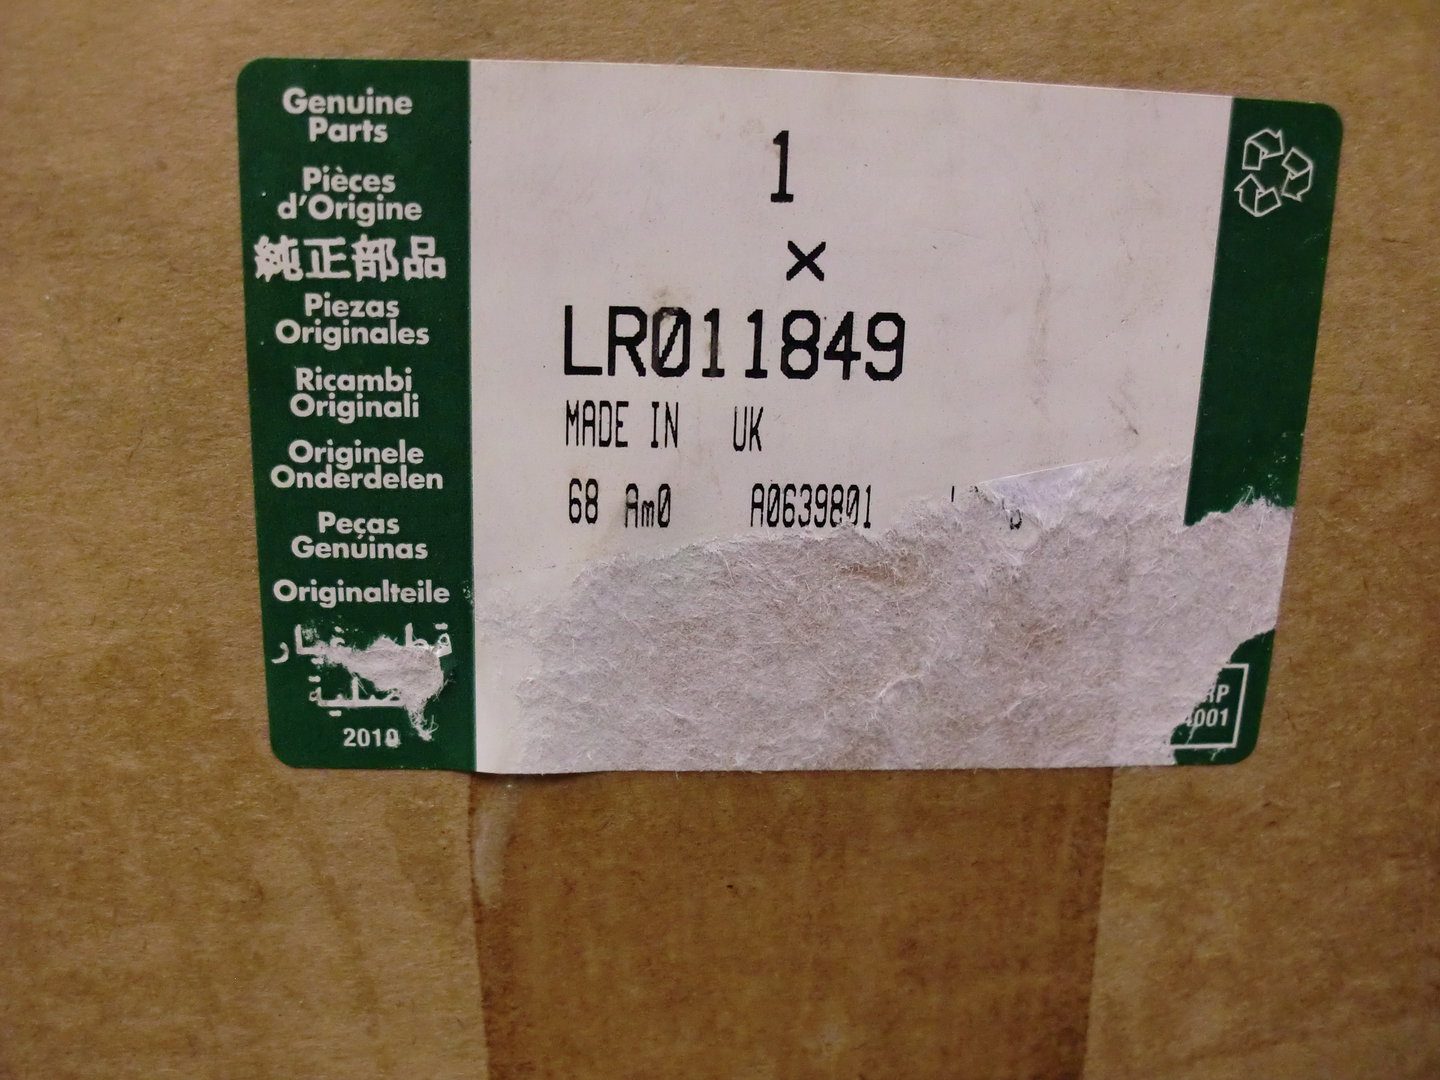 Genuine
Parts
Pièces
d'Origine
純正部品
Piezas
Originales
Ricambi
Originali
Originele
Onderdelen
Peças
Genuinas
Originalteile
2010
1
×
LR011849
MADE IN UK
68 Am0 A0639801